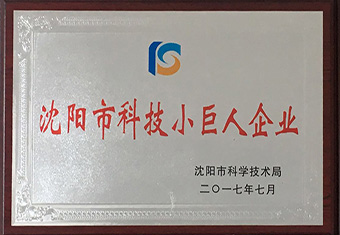 沈阳市科技小巨人企业
沈阳市科学技术局
二〇一七年七月